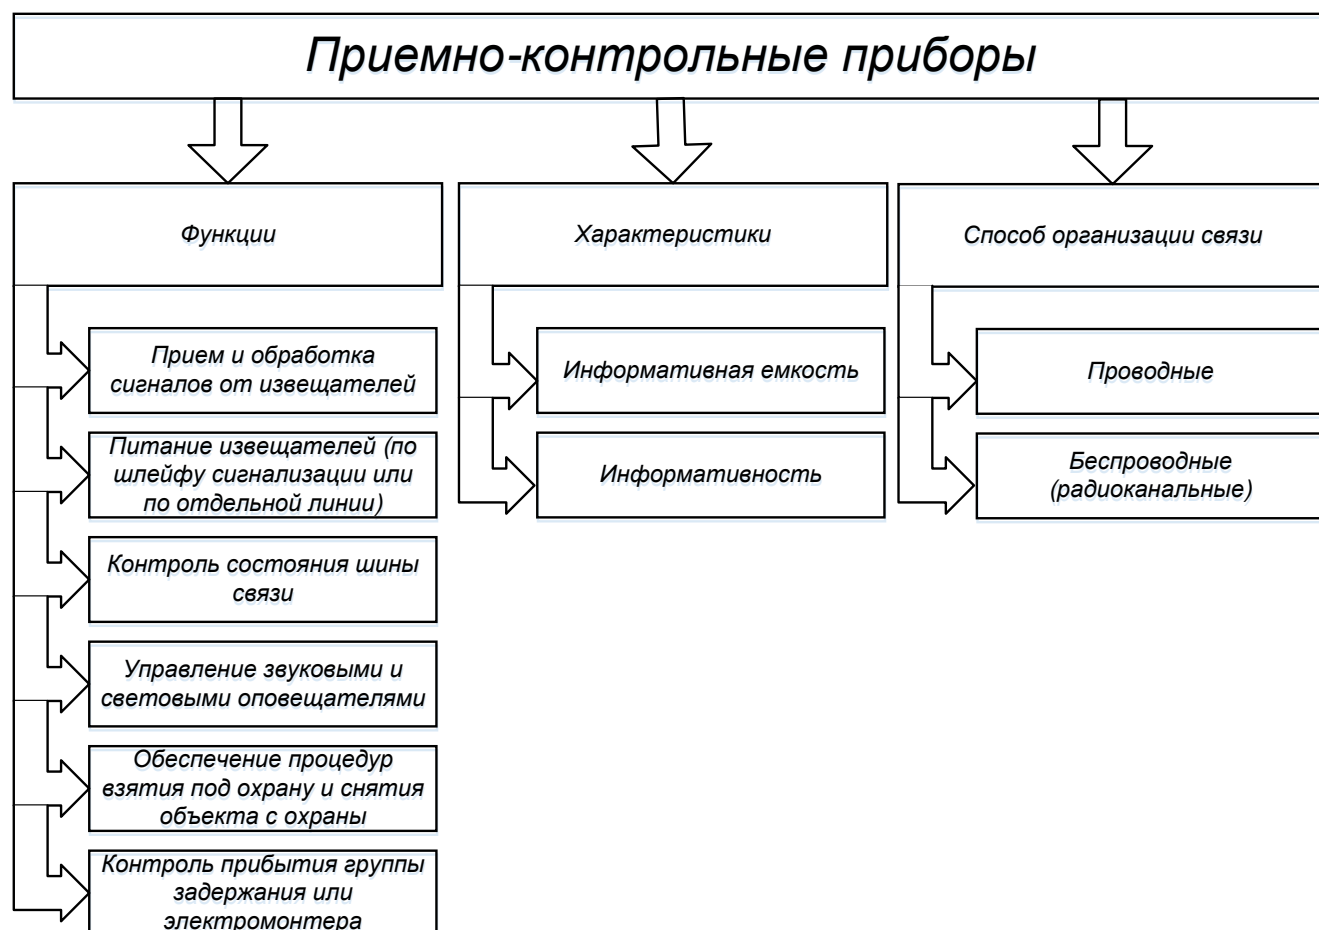 Приемно-контрольные приборы
Функции
Прием и обработка
сигналов от извещателей
Питание извещателей (по
шлейфу сигнализации или
по отдельной линии)
Контроль состояния шины
связи
Управление звуковыми и
световыми оповещателями
Обеспечение процедур
взятия под охрану и снятия
объекта с охраны
Контроль прибытия группы
задержания или
электромонтера
Характеристики
Информативная емкость
Информативность
Способ организации связи
Проводные
Беспроводные
(радиоканальные)